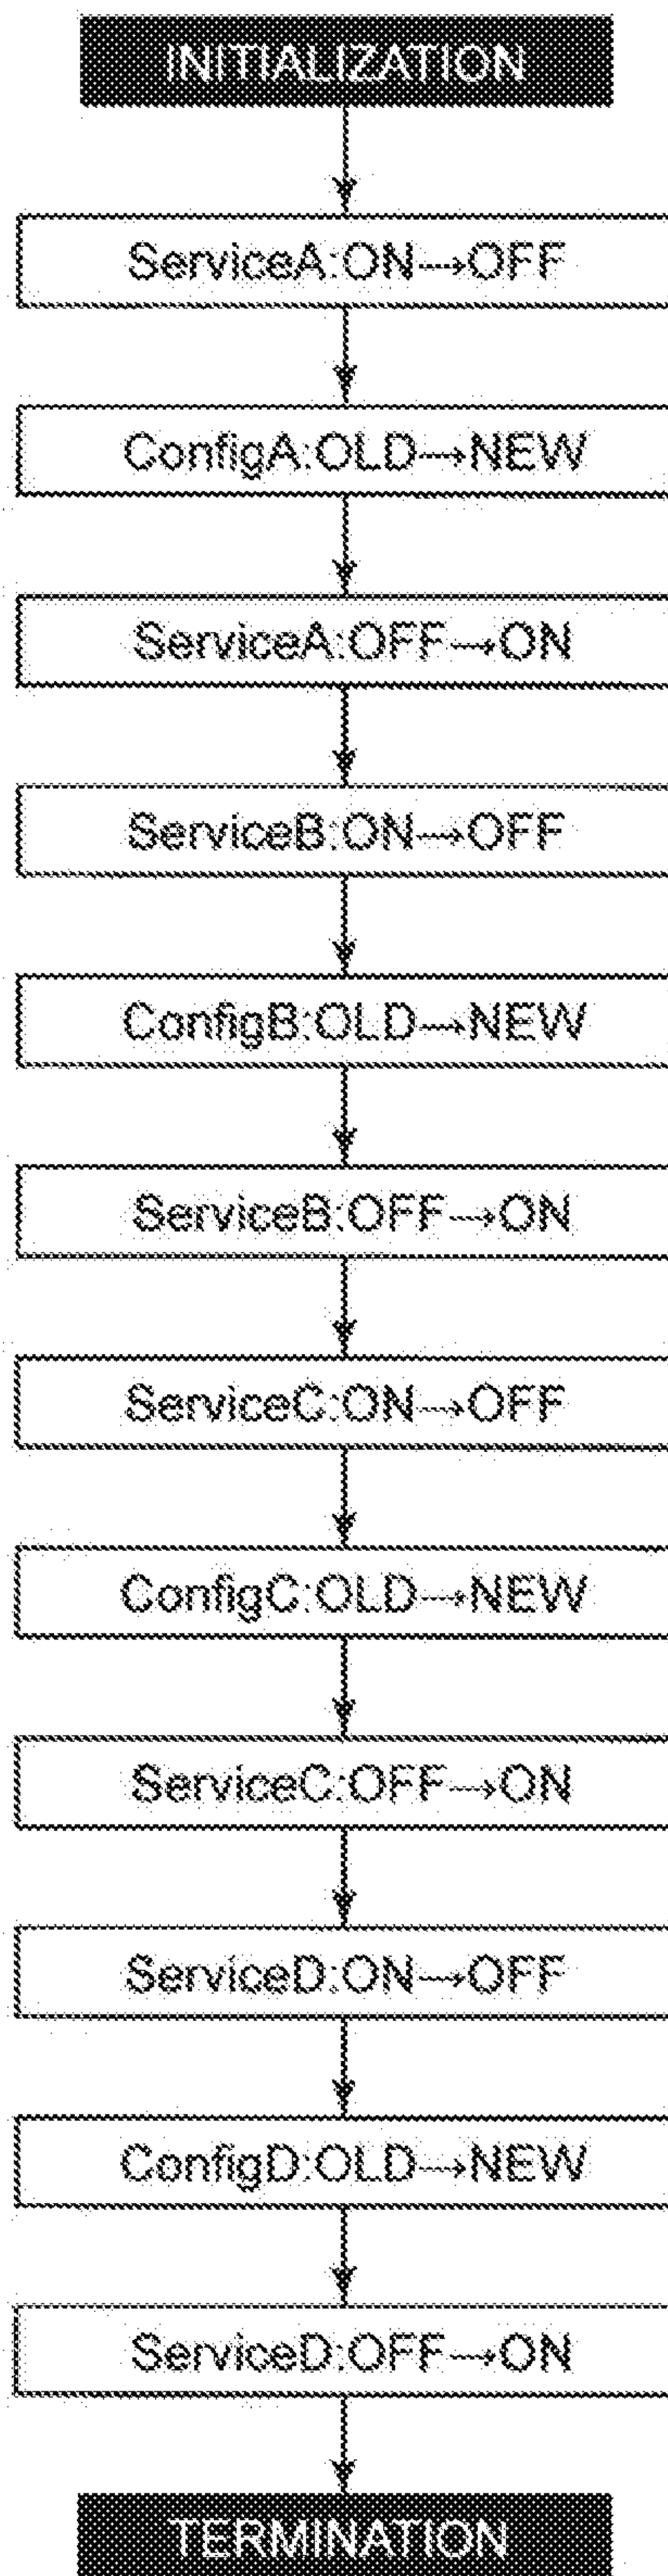 INITIALIZATION
ServiceA:ON→OFF
ConfigA:OLD→NEW
ServiceA:OFF→ON
ServiceB:ON→OFF
ConfigB:OLD→NEW
ServiceB:OFF→ON
ServiceC:ON→OFF
ConfigC:OLD→NEW
ServiceC:OFF→ON
ServiceD:ON→OFF
ConfigD:OLD→NEW
ServiceD:OFF→ON
TERMINATION